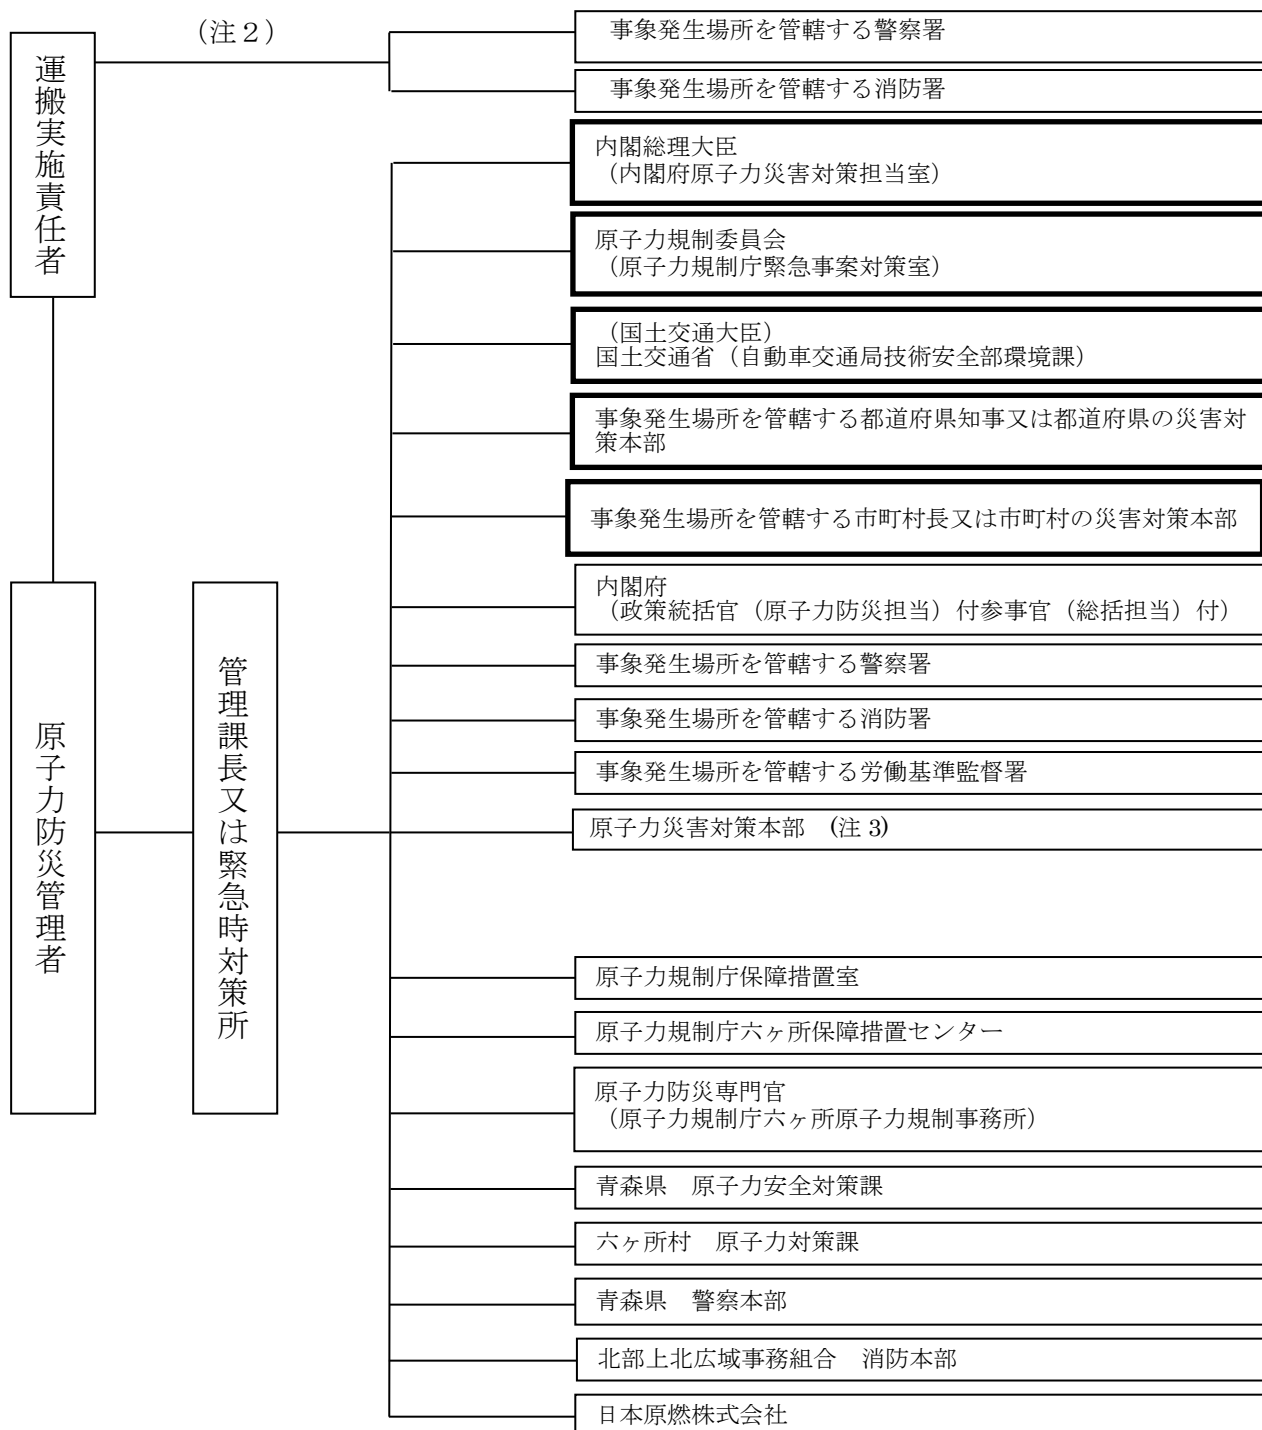 （注２）
運搬実施責任者
事象発生場所を管轄する警察署
事象発生場所を管轄する消防署
内閣総理大臣
（内閣府原子力災害対策担当室）
原子力規制委員会
（原子力規制庁緊急事案対策室）
（国土交通大臣）
国土交通省（自動車交通局技術安全部環境課）
事象発生場所を管轄する都道府県知事又は都道府県の災害対
策本部
事象発生場所を管轄する市町村長又は市町村の災害対策本部
原子力防災管理者
管理課長又は緊急時対策所
内閣府
（政策統括官（原子力防災担当）付参事官（総括担当）付）
事象発生場所を管轄する警察署
事象発生場所を管轄する消防署
事象発生場所を管轄する労働基準監督署
原子力災害対策本部　(注 3)
原子力規制庁保障措置室
原子力規制庁六ヶ所保障措置センター
原子力防災専門官
（原子力規制庁六ヶ所原子力規制事務所）
青森県　原子力安全対策課
六ヶ所村　原子力対策課
青森県　警察本部
北部上北広域事務組合　消防本部
日本原燃株式会社